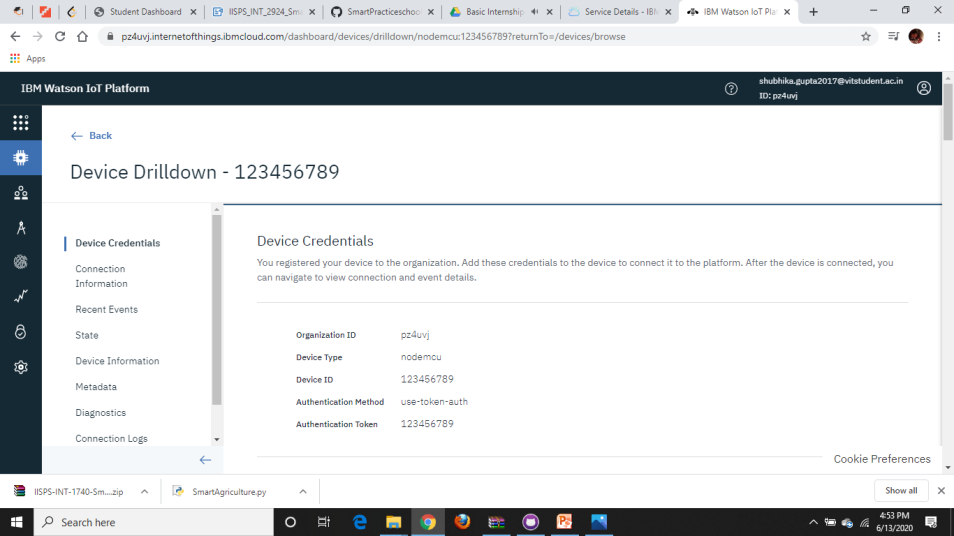 Student Dashboard
IISPS_INT_2924_Sma
SmartPracticeschool
Basic Internship
Service Details - IBM
IBM Watson IoT Plat
pz4uvj.internetofthings.ibmcloud.com/dashboard/devices/drilldown/nodemcu:123456789?returnTo=/devices/browse
Apps
IBM Watson IoT Platform
shubhika.gupta2017@vitstudent.ac.in
ID: pz4uvj
Back
Device Drilldown - 123456789
Device Credentials
Connection
Information
Recent Events
State
Device Information
Metadata
Diagnostics
Connection Logs
Device Credentials
You registered your device to the organization. Add these credentials to the device to connect it to the platform. After the device is connected, you
can navigate to view connection and event details.
Organization ID pz4uvj
Device Type nodemcu
Device ID 123456789
Authentication Method use-token-auth
Authentication Token 123456789
Cookie Preferences
IISPS-INT-1740-Sm....zip
SmartAgriculture.py
Show all
Search here
4:53 PM
6/13/2020